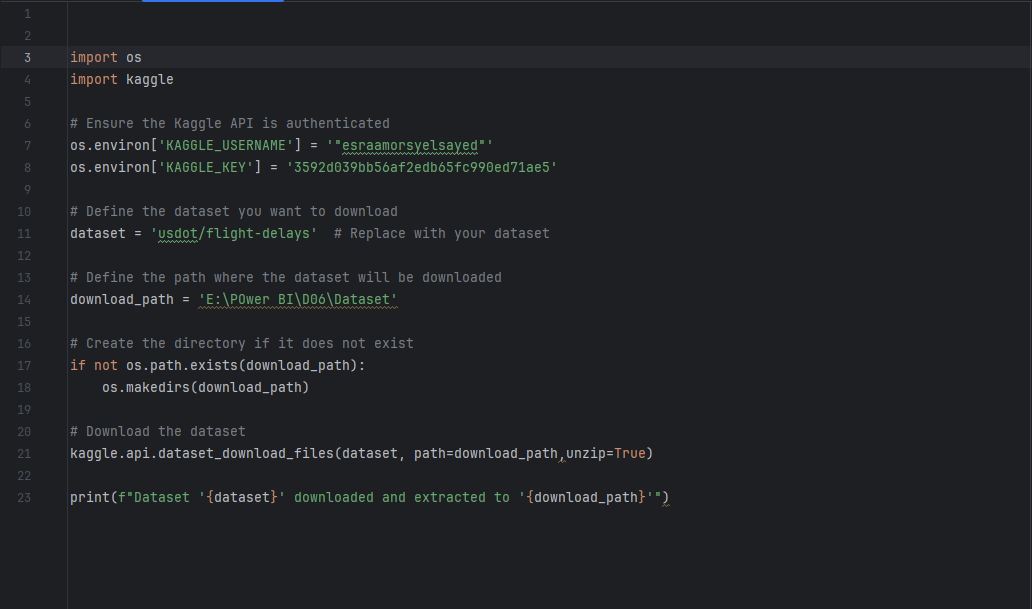 1
2
3 import os
4 import kaggle
5
6 # Ensure the Kaggle API is authenticated
7 os.environ['KAGGLE_USERNAME'] = '"esraamorsyelsayed"'
8 os.environ['KAGGLE_KEY'] = '3592d039bb56af2edb65fc990ed71ae5'
9
10 # Define the dataset you want to download
11 dataset = 'usdot/flight-delays'  # Replace with your dataset
12
13 # Define the path where the dataset will be downloaded
14 download_path = 'E:\POwer BI\D06\Dataset'
15
16 # Create the directory if it does not exist
17 if not os.path.exists(download_path):
18     os.makedirs(download_path)
19
20 # Download the dataset
21 kaggle.api.dataset_download_files(dataset, path=download_path,unzip=True)
22
23 print(f"Dataset '{dataset}' downloaded and extracted to '{download_path}'")